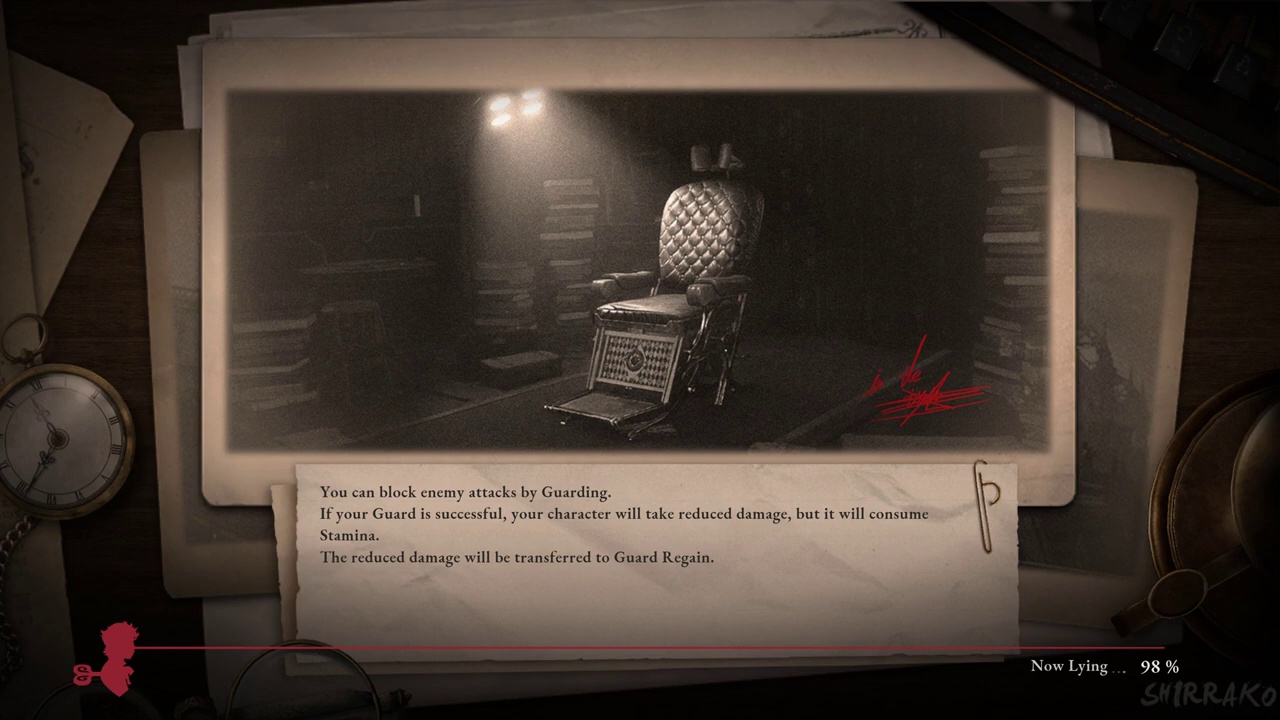 You can block enemy attacks by Guarding.
If your Guard is successful, your character will take reduced damage, but it will consume
Stamina.
The reduced damage will be transferred to Guard Regain.
Now Lying ... 98 %
SHIRRAKO